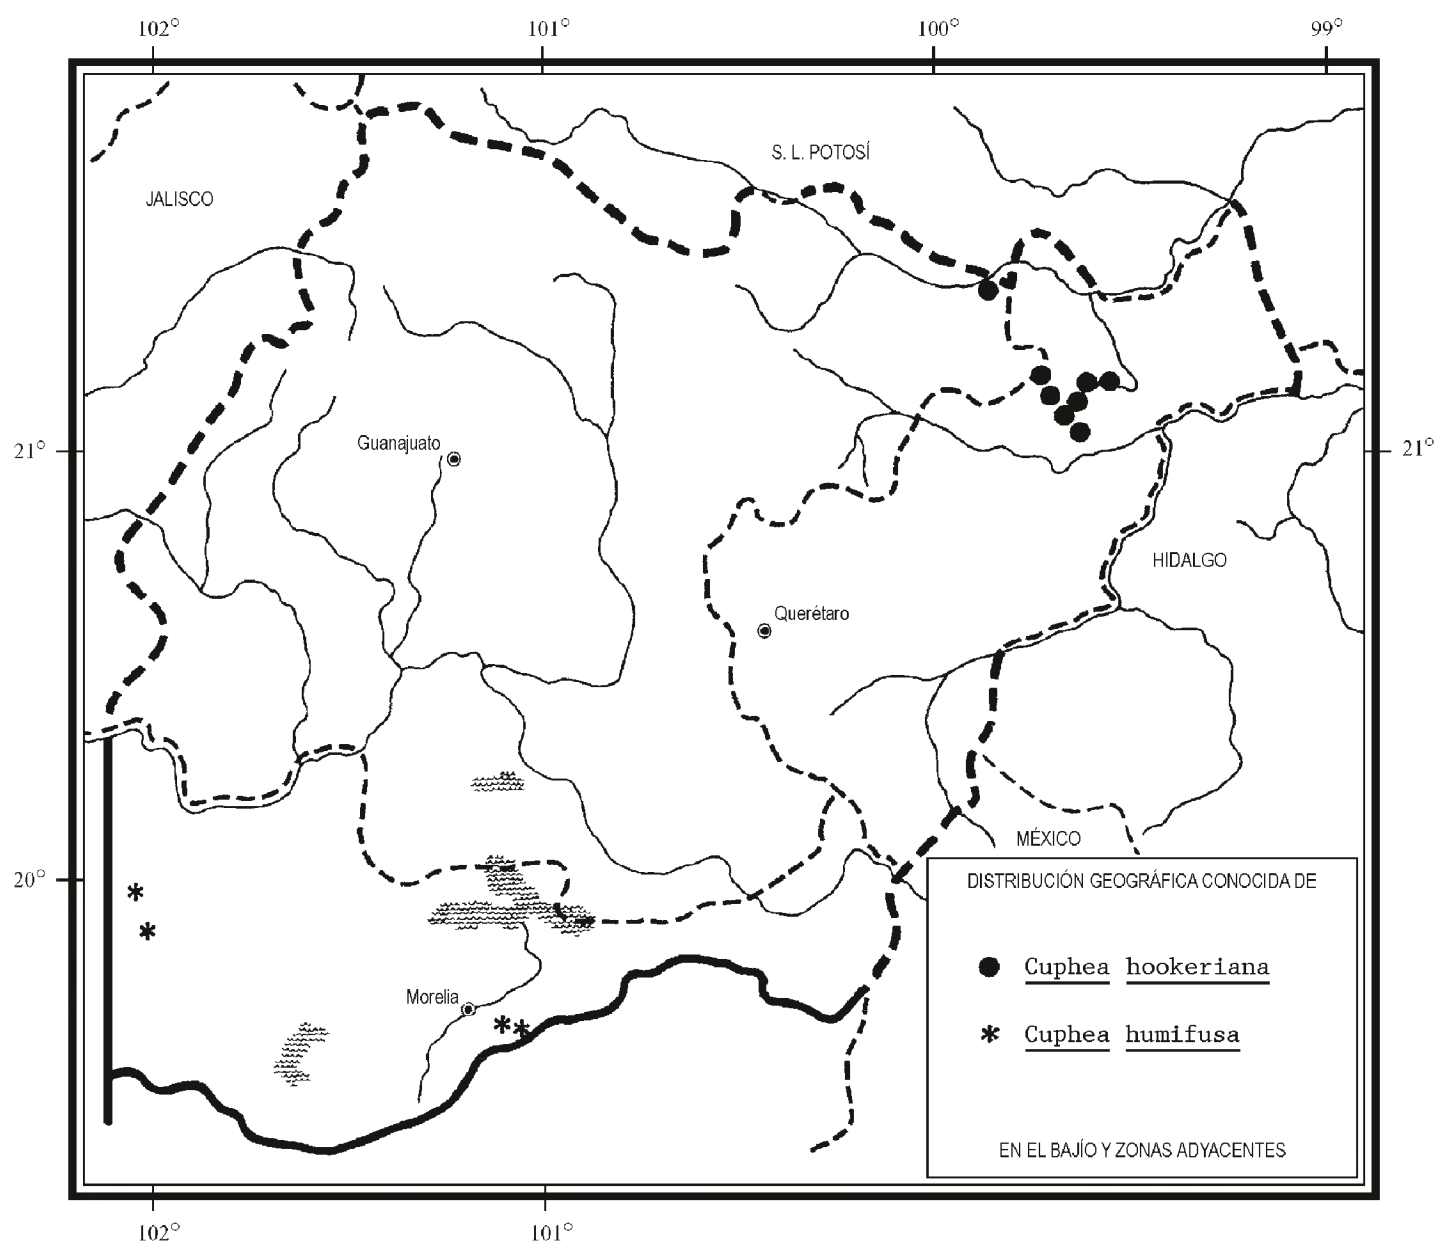 102° 101° 100° 99°
S. L. POTOSÍ
JALISCO
Guanajuato
21° 21°
HIDALGO
Querétaro
MÉXICO
20°
DISTRIBUCIÓN GEOGRÁFICA CONOCIDA DE
Cuphea hookeriana
Morelia
Cuphea humifusa
EN EL BAJÍO Y ZONAS ADYACENTES
102° 101°